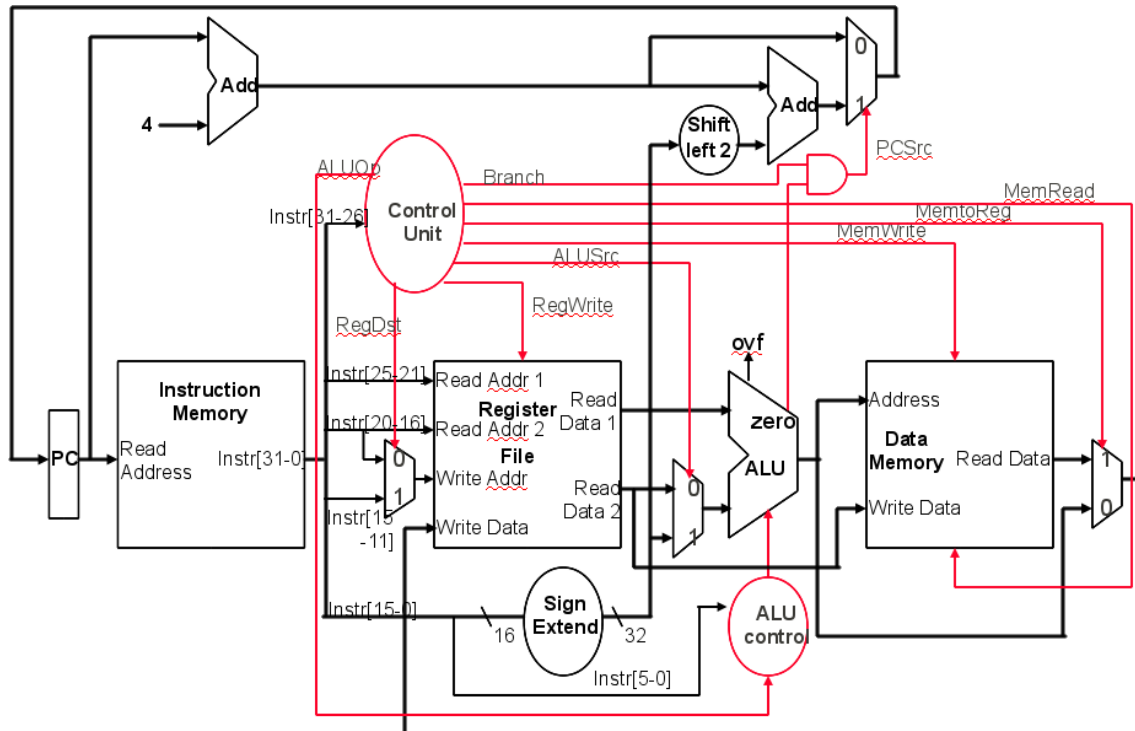 Add
4
Shift
left 2
Add
0
1
PCSrc
ALUOp
Branch
MemRead
Instr[31-26]
Control
Unit
MemtoReg
MemWrite
ALUSrc
RegWrite
RegDst
ovf
Instruction
Memory
Instr[25-21]
Read Addr 1
Register
Read
Data 1
zero
Address
Instr[20-16]
Read Addr 2
File
PC
Read
Address
Instr[31-0]
0
1
Write Addr
ALU
Data
Memory
Read Data
1
0
Read
Data 2
0
1
Instr[15
-11]
Write Data
Write Data
Instr[15-0]
Sign
Extend
16
32
ALU
control
Instr[5-0]